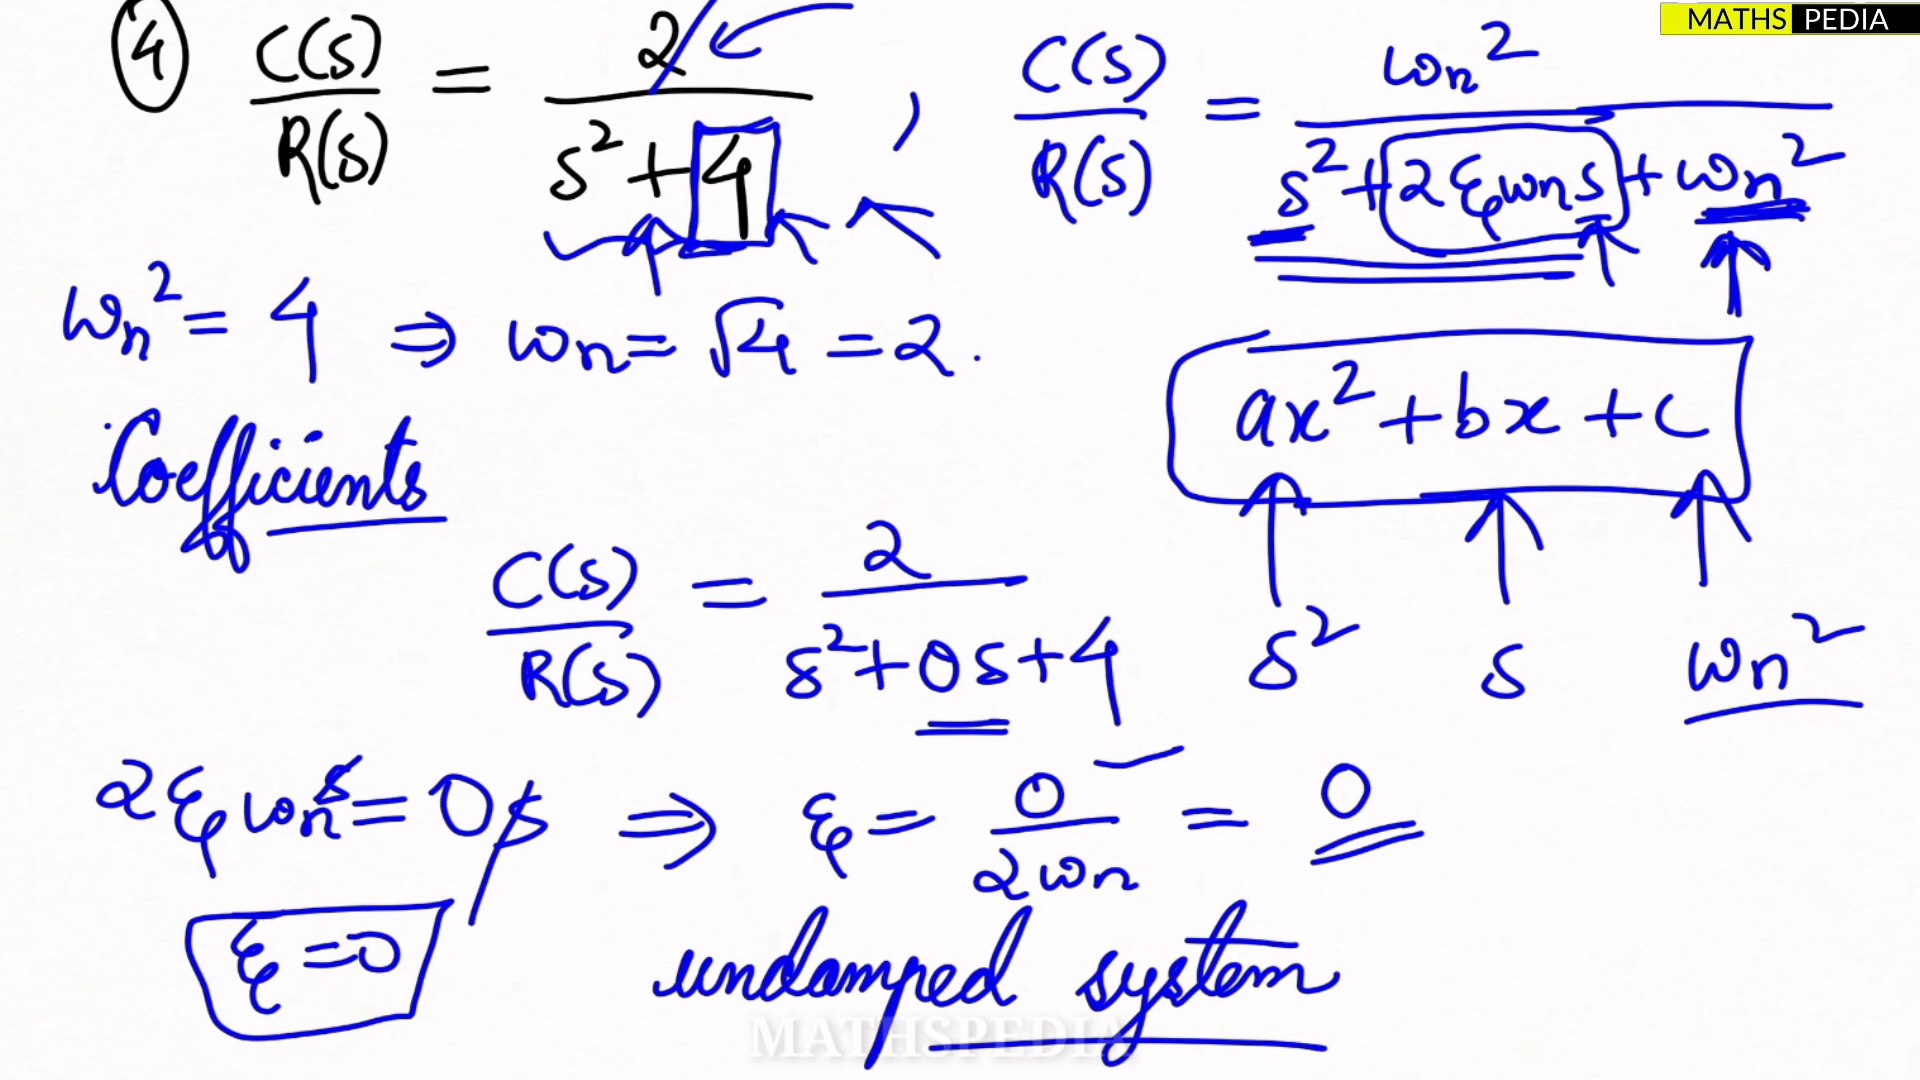 MATHS PEDIA
④ C(s)/R(s) = 2/(s² + 4) , C(s)/R(s) = ωn²/(s² + 2ξωns + ωn²)
ωn² = 4 ⇒ ωn = √4 = 2.
ax² + bx + c
Coefficients
s² s ωn²
C(s)/R(s) = 2/(s² + 0s + 4)
2ξωns = 0s ⇒ ξ = 0/2ωn = 0
ξ = 0
undamped system
MATHSPEDIA